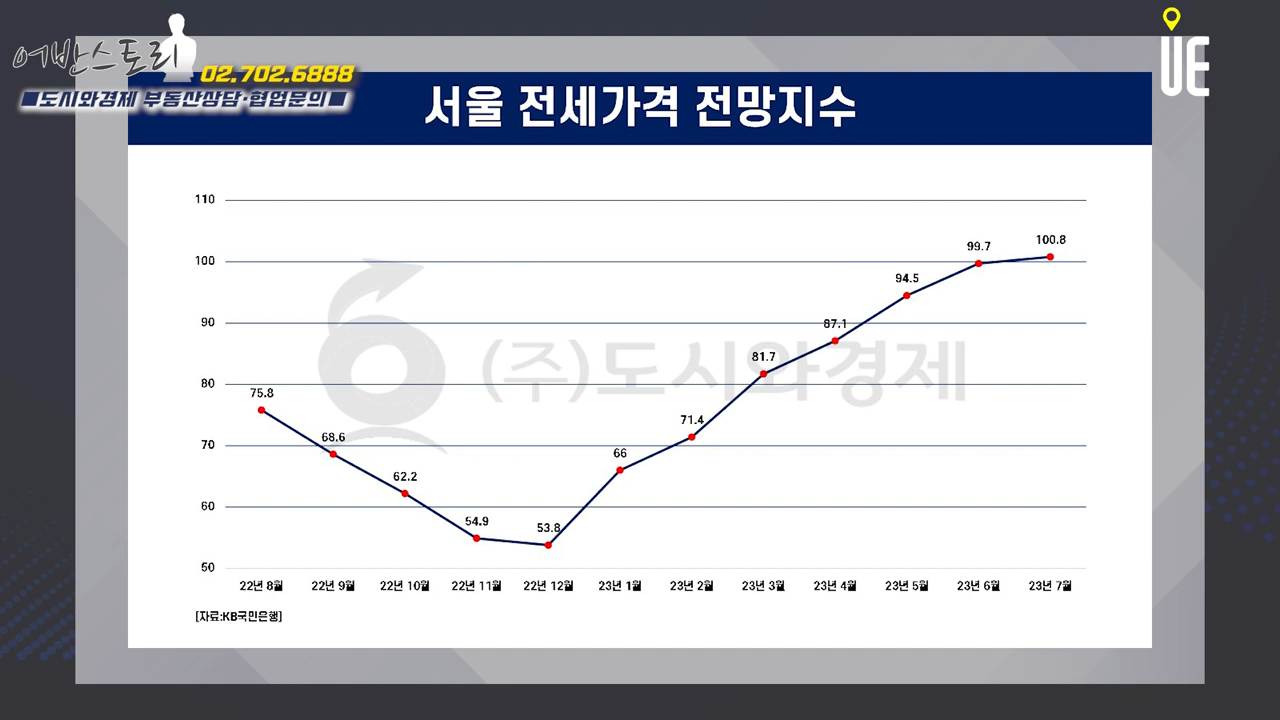 어반스토리
02.702.6888
도시와경제 부동산상담·협업문의
UE
서울 전세가격 전망지수
110
100
90
80
70
60
50
75.8
68.6
62.2
54.9
53.8
66
71.4
81.7
87.1
94.5
99.7
100.8
(주)도시와경제
22년 8월 22년 9월 22년 10월 22년 11월 22년 12월 23년 1월 23년 2월 23년 3월 23년 4월 23년 5월 23년 6월 23년 7월
[자료:KB국민은행]